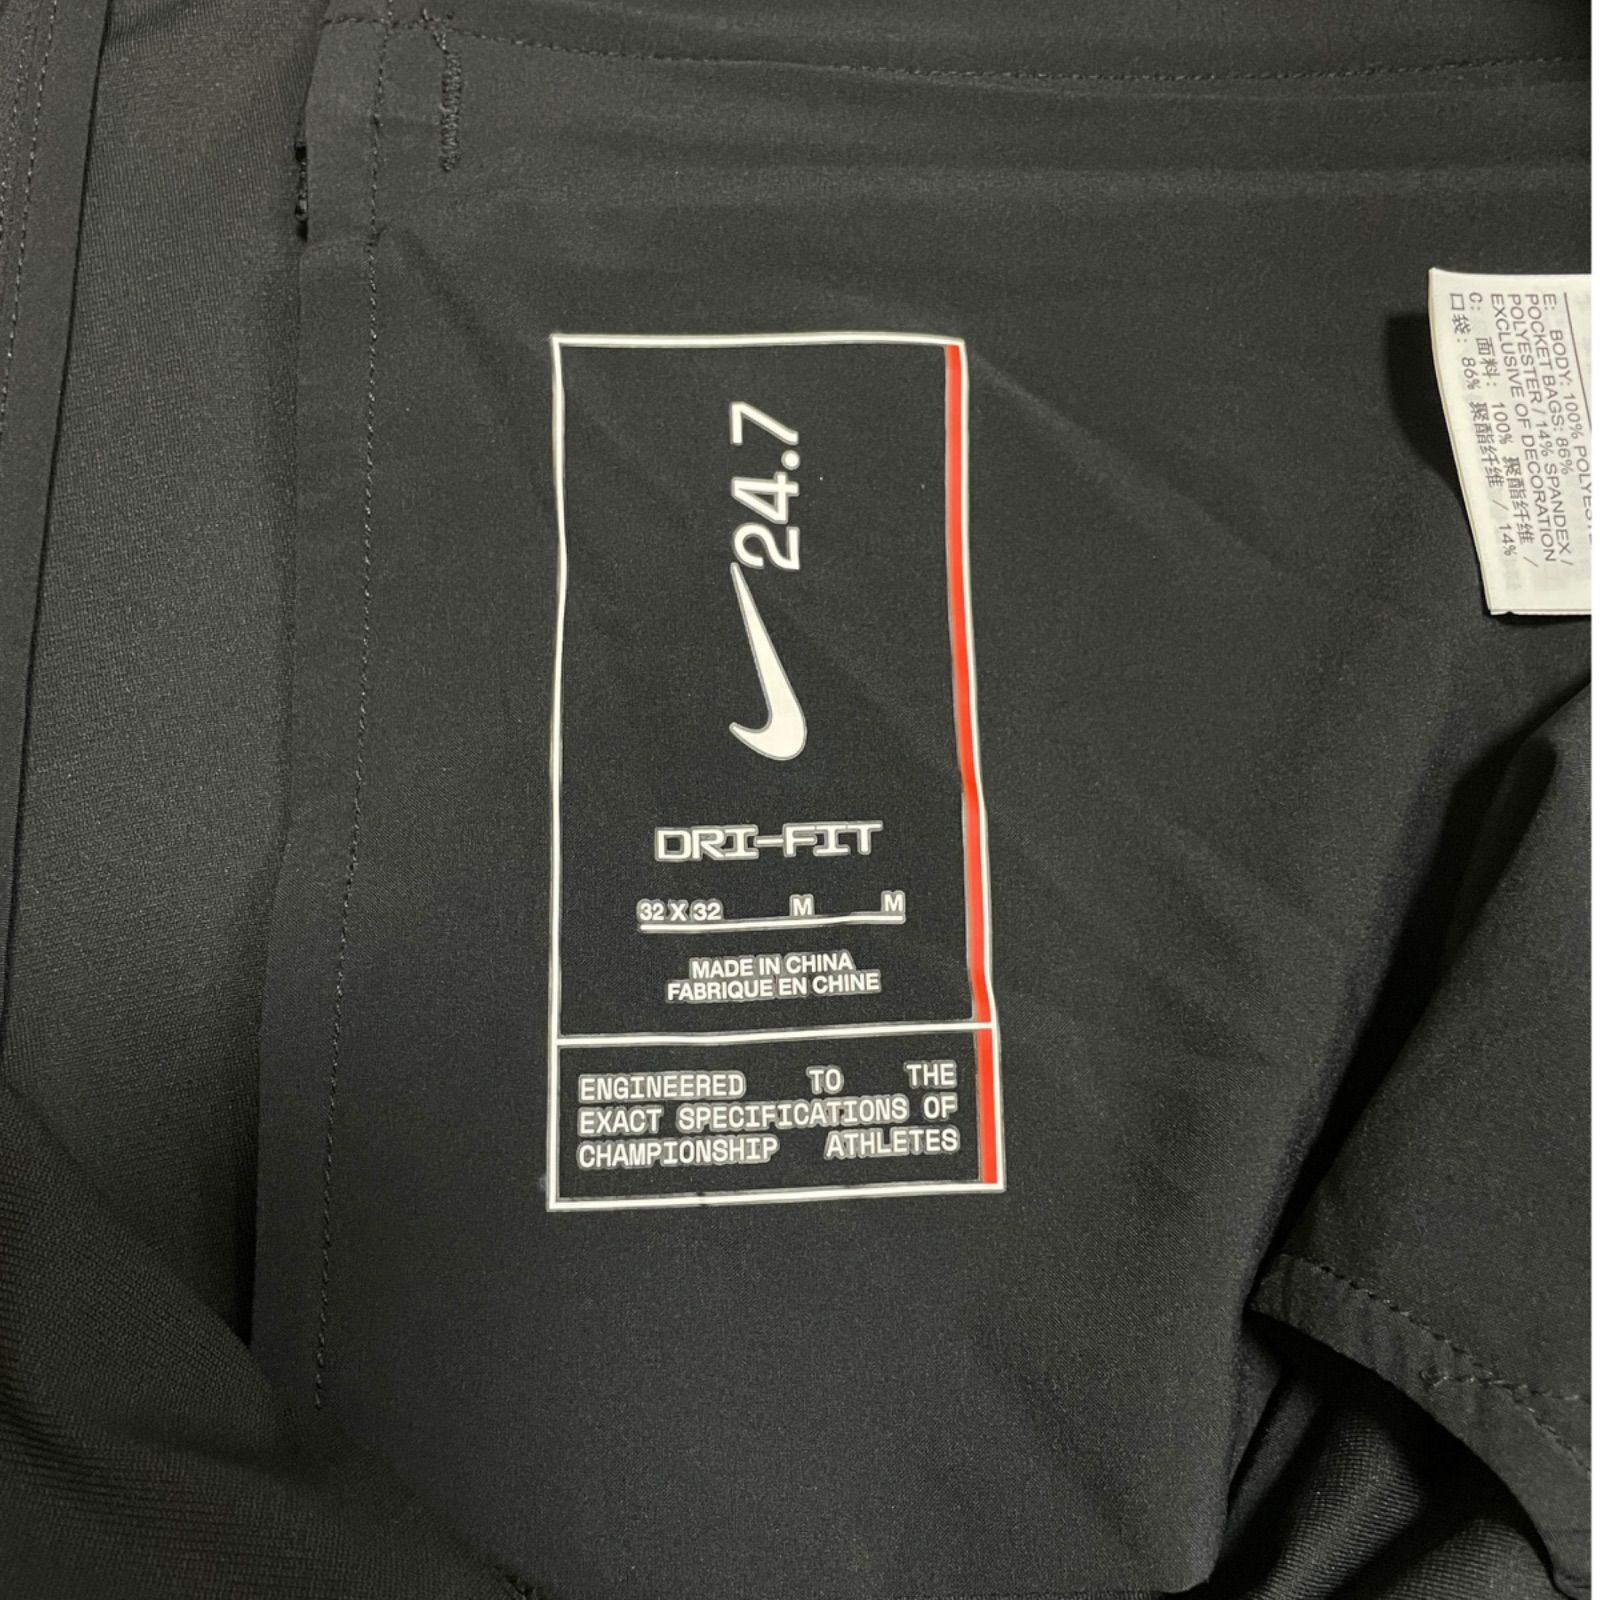 24.7
DRI-FIT
32 X 32 M M
MADE IN CHINA
FABRIQUE EN CHINE
ENGINEERED TO THE
EXACT SPECIFICATIONS OF
CHAMPIONSHIP ATHLETES
E: BODY: 100% POLYESTE
POCKET BAGS: 86%
POLYESTER / 14% SPANDEX /
EXCLUSIVE OF DECORATION
C: 面料: 100% 聚酯纤维 /
口袋: 86% 聚酯纤维 / 14%